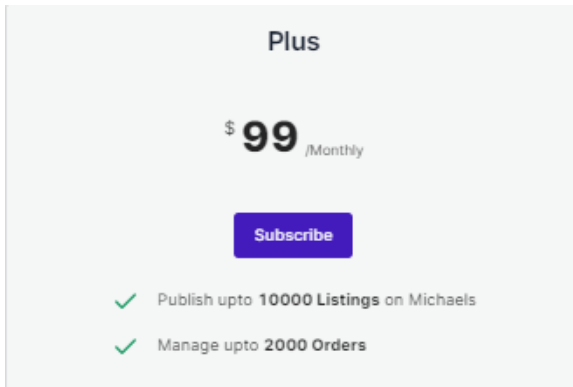 Plus
$ 99 /Monthly
Subscribe
Publish upto 10000 Listings on Michaels
Manage upto 2000 Orders